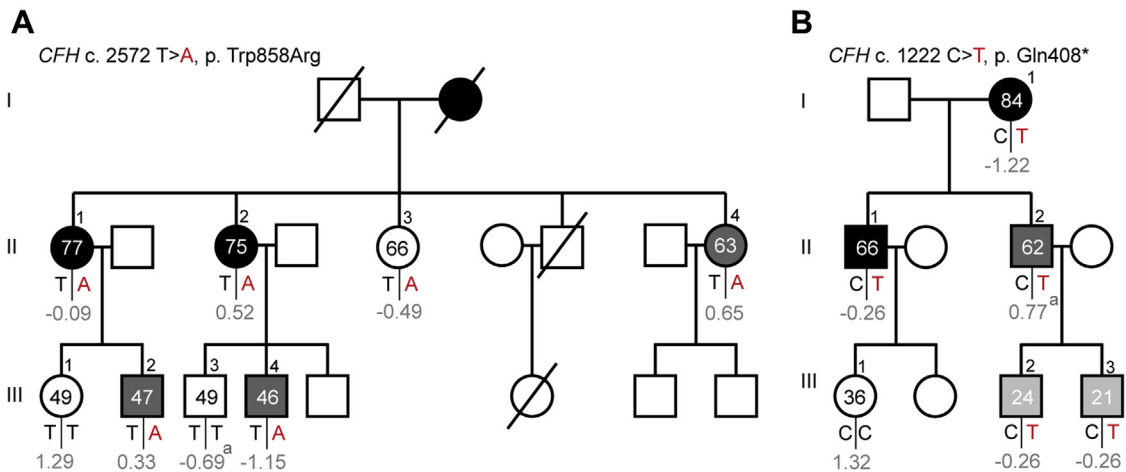 A
B
CFH c. 2572 T>A, p. Trp858Arg
CFH c. 1222 C>T, p. Gln408*
I
I
1
84
C T
-1.22
II
1 2 3 4
77 75 66 63
T A T A T A T A
-0.09 0.52 -0.49 0.65
II
1 2
66 62
C T C T
-0.26 0.77 a
III
1 2 3 4
49 47 49 46
T T T A T T T A
1.29 0.33 -0.69 a -1.15
III
1 2 3
36 24 21
C C C T C T
1.32 -0.26 -0.26